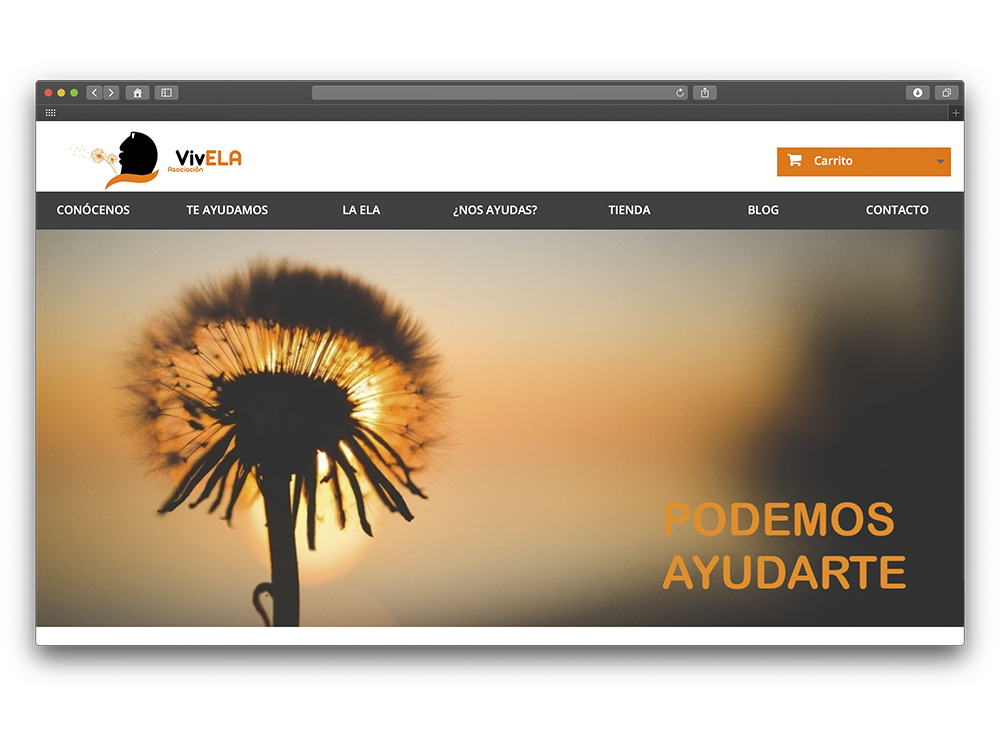 VivELA
Asociación
Carrito
CONÓCENOS TE AYUDAMOS LA ELA ¿NOS AYUDAS? TIENDA BLOG CONTACTO
PODEMOS
AYUDARTE